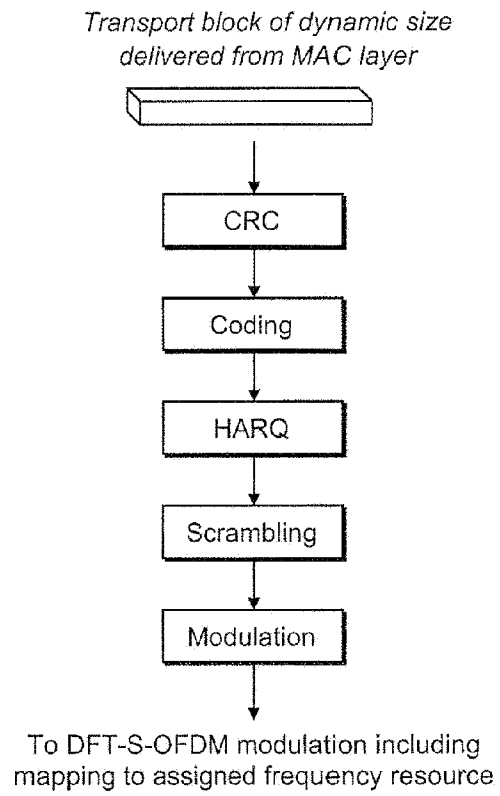 Transport block of dynamic size
delivered from MAC layer
CRC
Coding
HARQ
Scrambling
Modulation
To DFT-S-OFDM modulation including
mapping to assigned frequency resource